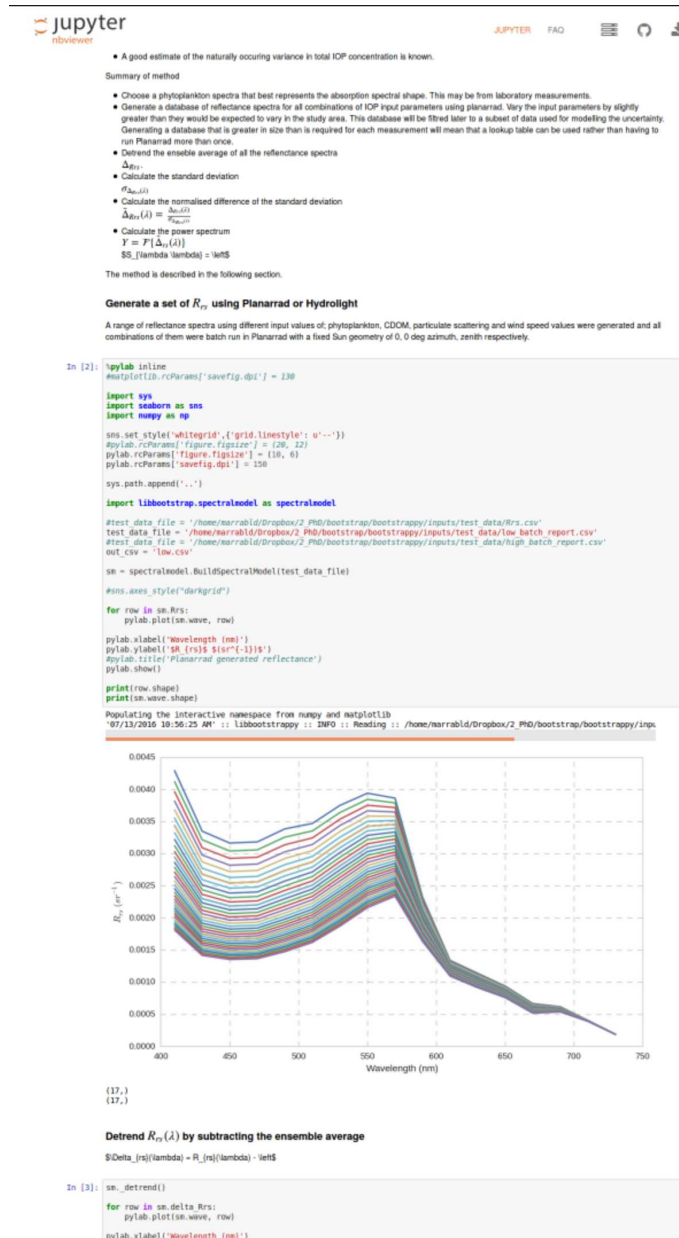 jupyter
nbviewer
JUPYTER FAQ
• A good estimate of the naturally occuring variance in total IOP concentration is known.
Summary of method
• Choose a phytoplankton spectra that best represents the absorption spectral shape. This may be from laboratory measurements.
• Generate a database of reflectance spectra for all combinations of IOP input parameters using planarrad. Vary the input parameters by slightly
greater than they would be expected to vary in the study area. This database will be filtred later to a subset of data used for modelling the uncertainty.
Generating a database that is greater in size than is required for each measurement will mean that a lookup table can be used rather than having to
run Planarrad more than once.
• Detrend the enseble average of all the reflenctance spectra
Δ_Rrs.
• Calculate the standard deviation
σ_Δ_Rrs(λ)
• Calculate the normalised difference of the standard deviation
Δ̃_Rrs(λ) = Δ_Rrs(λ) / σ_Δ_Rrs(λ)
• Calculate the power spectrum
Y = F{Δ̃_rs(λ)}
$S_{\lambda \lambda} = \left$
The method is described in the following section.
Generate a set of R_rs using Planarrad or Hydrolight
A range of reflectance spectra using different input values of; phytoplankton, CDOM, particulate scattering and wind speed values were generated and all
combinations of them were batch run in Planarrad with a fixed Sun geometry of 0, 0 deg azimuth, zenith respectively.
In [2]: %pylab inline
#matplotlib.rcParams['savefig.dpi'] = 130
import sys
import seaborn as sns
import numpy as np
sns.set_style('whitegrid',{'grid.linestyle': u'--'})
#pylab.rcParams['figure.figsize'] = (20, 12)
pylab.rcParams['figure.figsize'] = (10, 6)
pylab.rcParams['savefig.dpi'] = 150
sys.path.append('..')
import libbootstrap.spectralmodel as spectralmodel
#test_data_file = '/home/marrabld/Dropbox/2_PhD/bootstrap/bootstrappy/inputs/test_data/Rrs.csv'
test_data_file = '/home/marrabld/Dropbox/2_PhD/bootstrap/bootstrappy/inputs/test_data/low_batch_report.csv'
#test_data_file = '/home/marrabld/Dropbox/2_PhD/bootstrap/bootstrappy/inputs/test_data/high_batch_report.csv'
out_csv = 'low.csv'
sm = spectralmodel.BuildSpectralModel(test_data_file)
#sns.axes_style("darkgrid")
for row in sm.Rrs:
pylab.plot(sm.wave, row)
pylab.xlabel('Wavelength (nm)')
pylab.ylabel('$R_{rs}$ $(sr^{-1})$')
#pylab.title('Planarrad generated reflectance')
pylab.show()
print(row.shape)
print(sm.wave.shape)
Populating the interactive namespace from numpy and matplotlib
'07/13/2016 10:56:25 AM' :: libbootstrappy :: INFO :: Reading :: /home/marrabld/Dropbox/2_PhD/bootstrap/bootstrappy/inpu
0.0045
0.0040
0.0035
0.0030
0.0025
0.0020
0.0015
0.0010
0.0005
0.0000
R_rs (sr⁻¹)
400 450 500 550 600 650 700 750
Wavelength (nm)
(17,)
(17,)
Detrend R_rs(λ) by subtracting the ensemble average
$\Delta_{rs}(\lambda) = R_{rs}(\lambda) - \left$
In [3]: sm._detrend()
for row in sm.delta_Rrs:
pylab.plot(sm.wave, row)
pylab.xlabel('Wavelength (nm)')